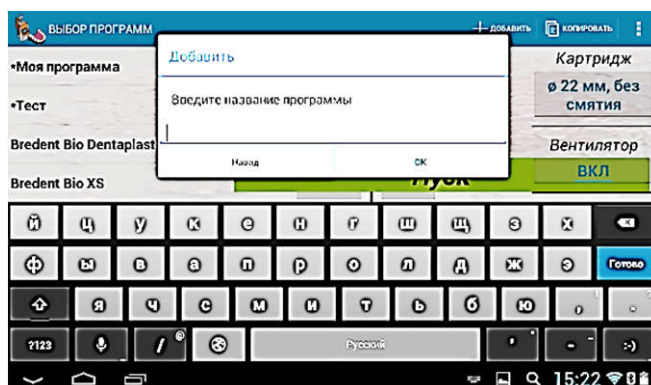 ВЫБОР ПРОГРАММ
ДОБАВИТЬ
КОПИРОВАТЬ
*Моя программа
*Тест
Bredent Bio Dentaplast
Bredent Bio XS
Добавить
Введите название программы
Назад
ОК
Пуск
Картридж
ø 22 мм, без
смятия
Вентилятор
ВКЛ
й ц у к е н г ш щ з х
ф ы в а п р о л д ж э Готово
я ч с м и т ь б ю , .
?123 / @ Русский ' " - _ :-)
15:22